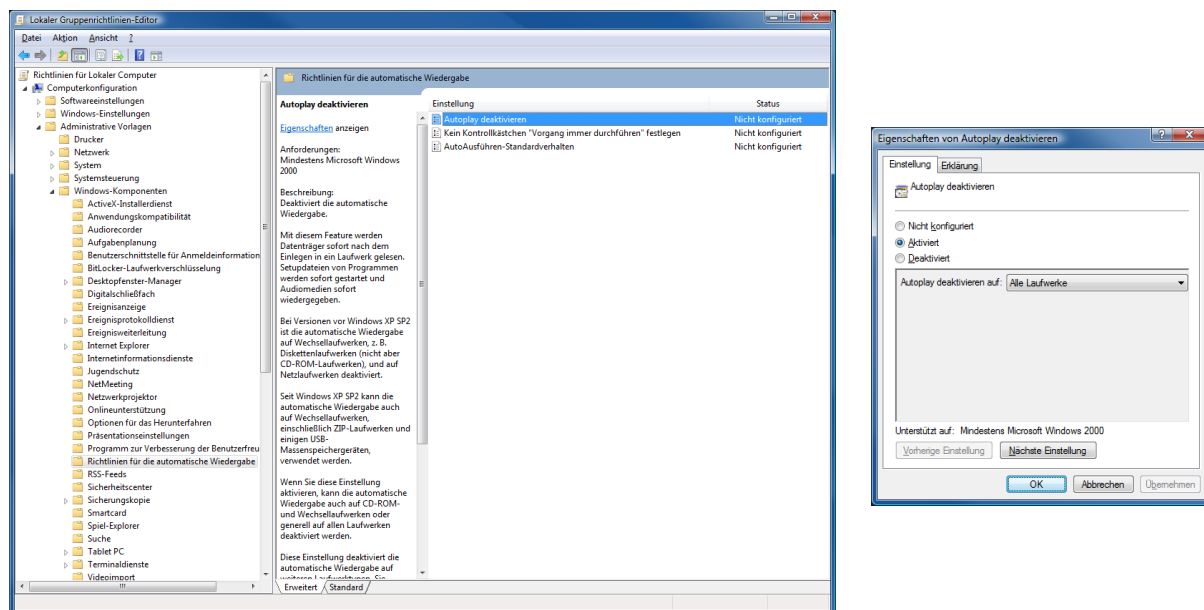 Lokaler Gruppenrichtlinien-Editor
Datei Aktion Ansicht ?
Richtlinien für Lokaler Computer
Computerkonfiguration
Softwareeinstellungen
Windows-Einstellungen
Administrative Vorlagen
Drucker
Netzwerk
System
Systemsteuerung
Windows-Komponenten
ActiveX-Installerdienst
Anwendungskompatibilität
Audiorecorder
Aufgabenplanung
Benutzerschnittstelle für Anmeldeinformation
BitLocker-Laufwerkverschlüsselung
Desktopfenster-Manager
Digitalschließfach
Ereignisanzeige
Ereignisprotokolldienst
Ereignisweiterleitung
Internet Explorer
Internetinformationsdienste
Jugendschutz
NetMeeting
Netzwerkprojektor
Onlineunterstützung
Optionen für das Herunterfahren
Präsentationseinstellungen
Programm zur Verbesserung der Benutzerfreu
Richtlinien für die automatische Wiedergabe
RSS-Feeds
Sicherheitscenter
Sicherungskopie
Smartcard
Spiel-Explorer
Suche
Tablet PC
Terminaldienste
Videoimport
Richtlinien für die automatische Wiedergabe
Autoplay deaktivieren
Eigenschaften anzeigen
Anforderungen:
Mindestens Microsoft Windows
2000
Beschreibung:
Deaktiviert die automatische
Wiedergabe.
Mit diesem Feature werden
Datenträger sofort nach dem
Einlegen in ein Laufwerk gelesen.
Setupdateien von Programmen
werden sofort gestartet und
Audiomedien sofort
wiedergegeben.
Bei Versionen vor Windows XP SP2
ist die automatische Wiedergabe
auf Wechsellaufwerken, z. B.
Diskettenlaufwerken (nicht aber
CD-ROM-Laufwerken), und auf
Netzlaufwerken deaktiviert.
Seit Windows XP SP2 kann die
automatische Wiedergabe auch
auf Wechsellaufwerken,
einschließlich ZIP-Laufwerken und
einigen USB-
Massenspeichergeräten,
verwendet werden.
Wenn Sie diese Einstellung
aktivieren, kann die automatische
Wiedergabe auch auf CD-ROM-
und Wechsellaufwerken oder
generell auf allen Laufwerken
deaktiviert werden.
Diese Einstellung deaktiviert die
automatische Wiedergabe auf
weiteren Laufwerktypen. Sie
Einstellung Status
Autoplay deaktivieren Nicht konfiguriert
Kein Kontrollkästchen "Vorgang immer durchführen" festlegen Nicht konfiguriert
AutoAusführen-Standardverhalten Nicht konfiguriert
Erweitert Standard
Eigenschaften von Autoplay deaktivieren
Einstellung Erklärung
Autoplay deaktivieren
Nicht konfiguriert
Aktiviert
Deaktiviert
Autoplay deaktivieren auf: Alle Laufwerke
Unterstützt auf: Mindestens Microsoft Windows 2000
Vorherige Einstellung Nächste Einstellung
OK Abbrechen Übernehmen